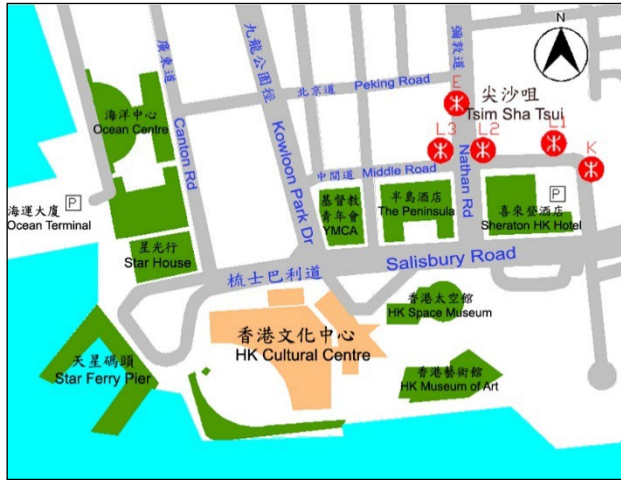 N
廣東道
Canton Rd
九龍公園徑
Kowloon Park Dr
彌敦道
Nathan Rd
北京道 Peking Road
E
尖沙咀
Tsim Sha Tsui
L3
L2
L1
K
海洋中心
Ocean Centre
中間道 Middle Road
P
海運大廈
Ocean Terminal
基督教
青年會
YMCA
半島酒店
The Peninsula
P
喜來登酒店
Sheraton HK Hotel
星光行
Star House
梳士巴利道 Salisbury Road
香港太空館
HK Space Museum
香港文化中心
HK Cultural Centre
天星碼頭
Star Ferry Pier
香港藝術館
HK Museum of Art